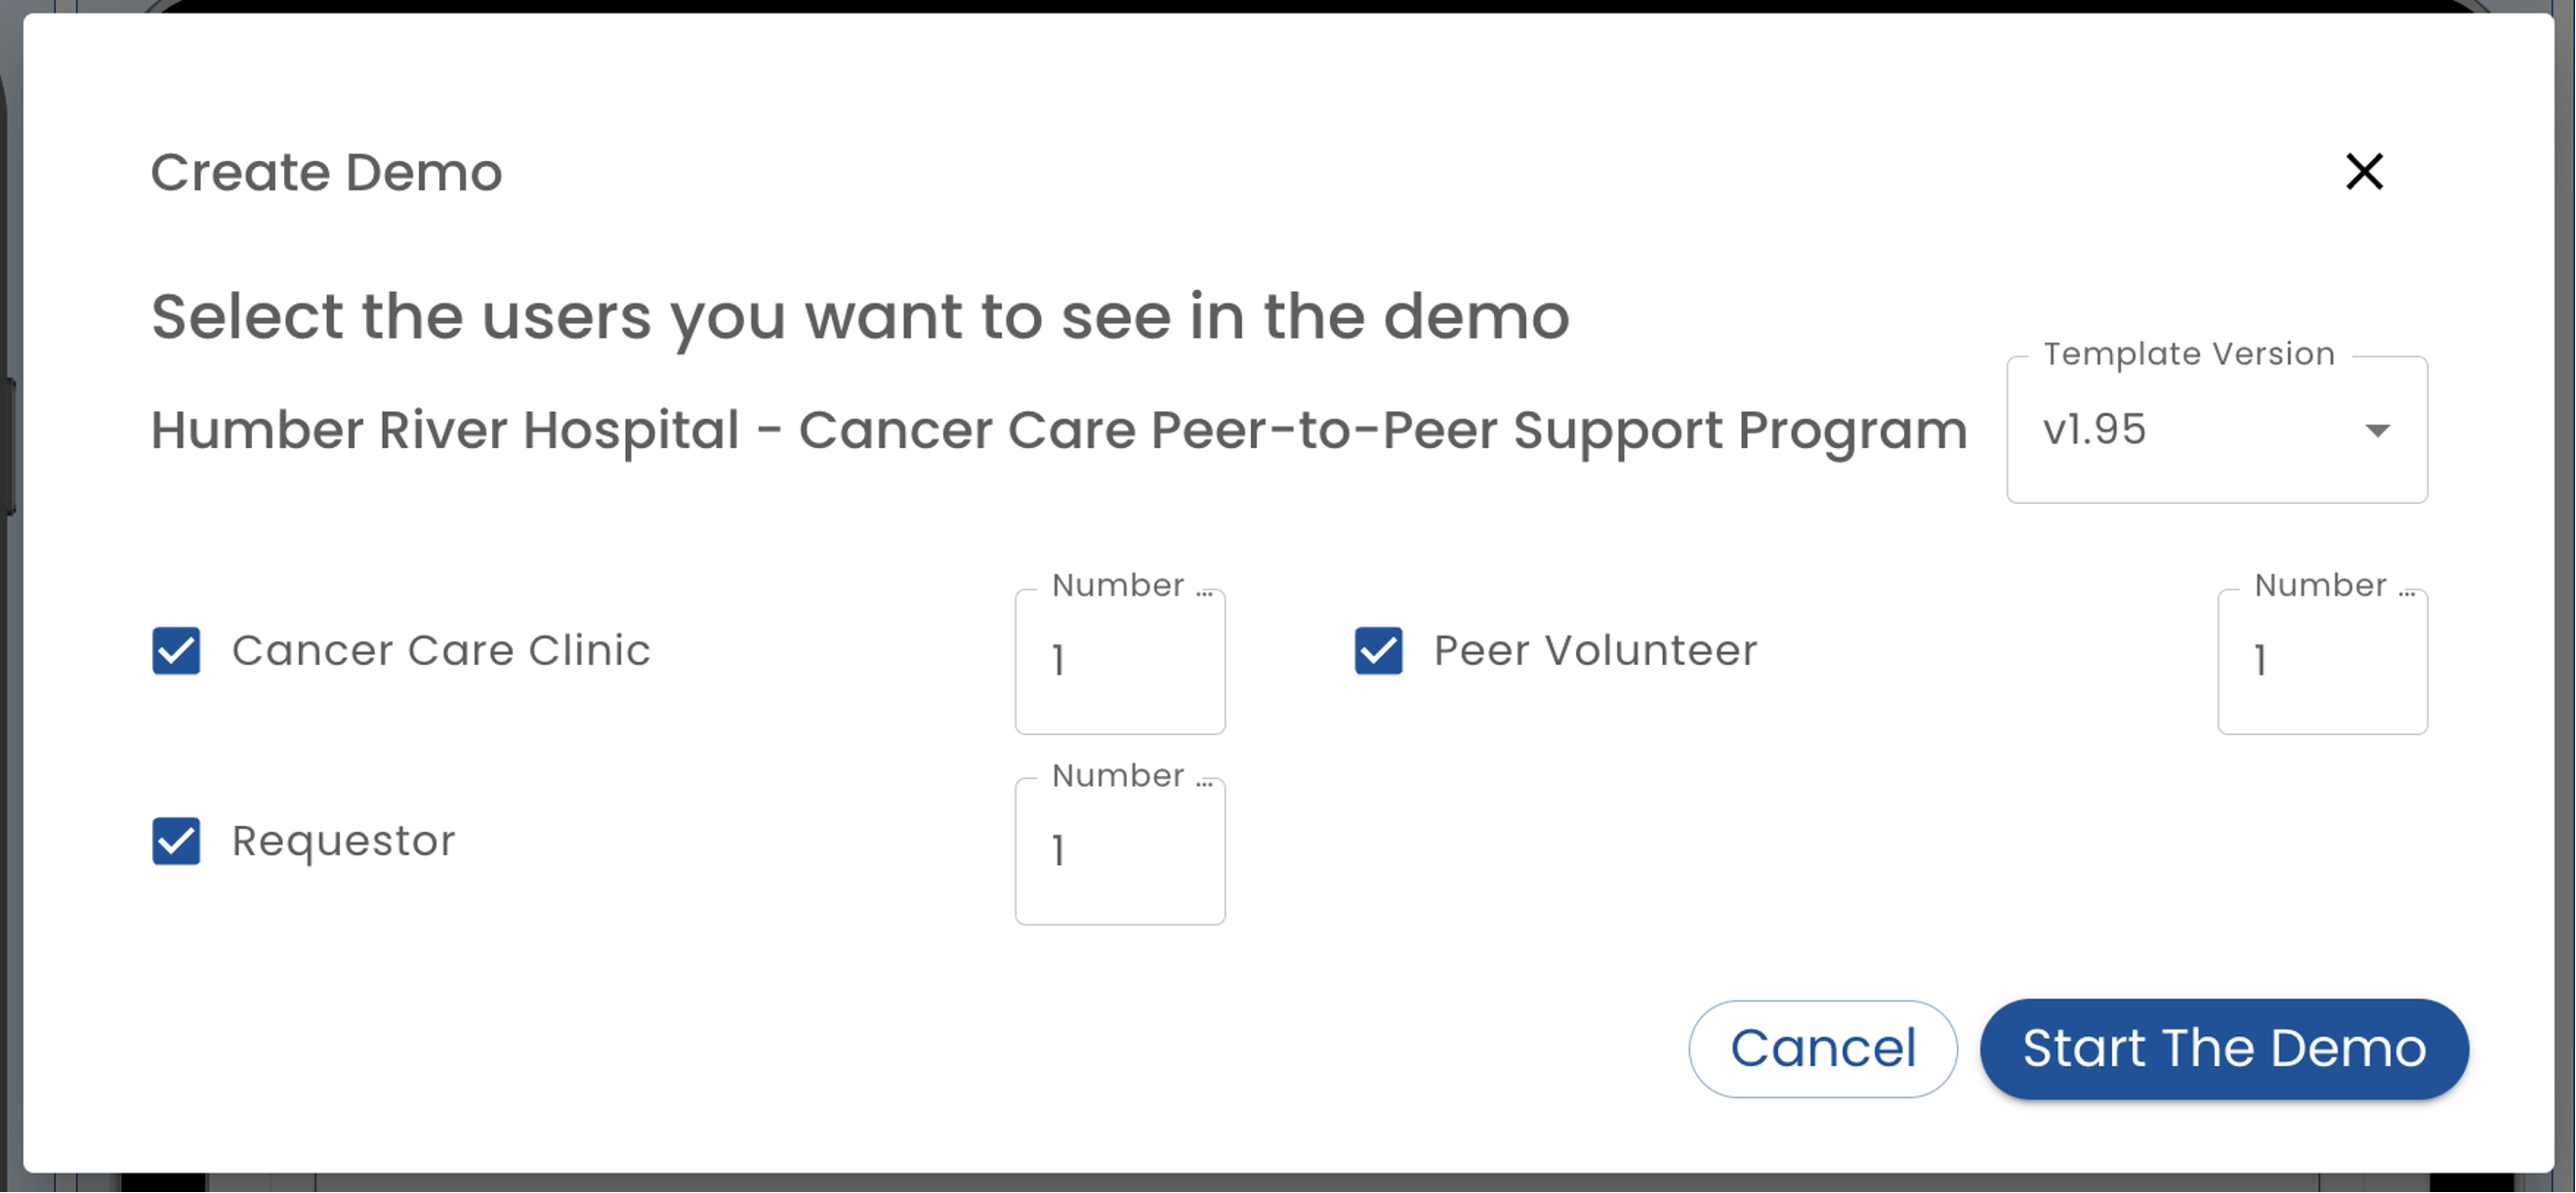 Create Demo
Select the users you want to see in the demo
Template Version
Humber River Hospital - Cancer Care Peer-to-Peer Support Program
v1.95
Number ...
Number ...
Cancer Care Clinic
1
Peer Volunteer
1
Number ...
Requestor
1
Cancel
Start The Demo